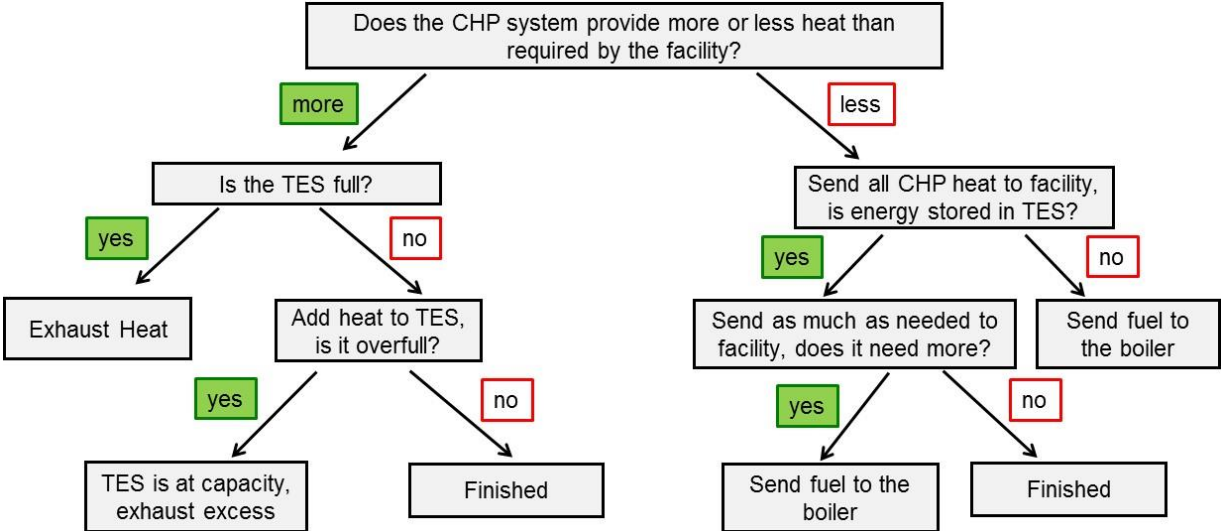 Does the CHP system provide more or less heat than
required by the facility?
more
less
Is the TES full?
Send all CHP heat to facility,
is energy stored in TES?
yes
no
yes
no
Exhaust Heat
Add heat to TES,
is it overfull?
Send as much as needed to
facility, does it need more?
Send fuel to
the boiler
yes
no
yes
no
TES is at capacity,
exhaust excess
Finished
Send fuel to the
boiler
Finished